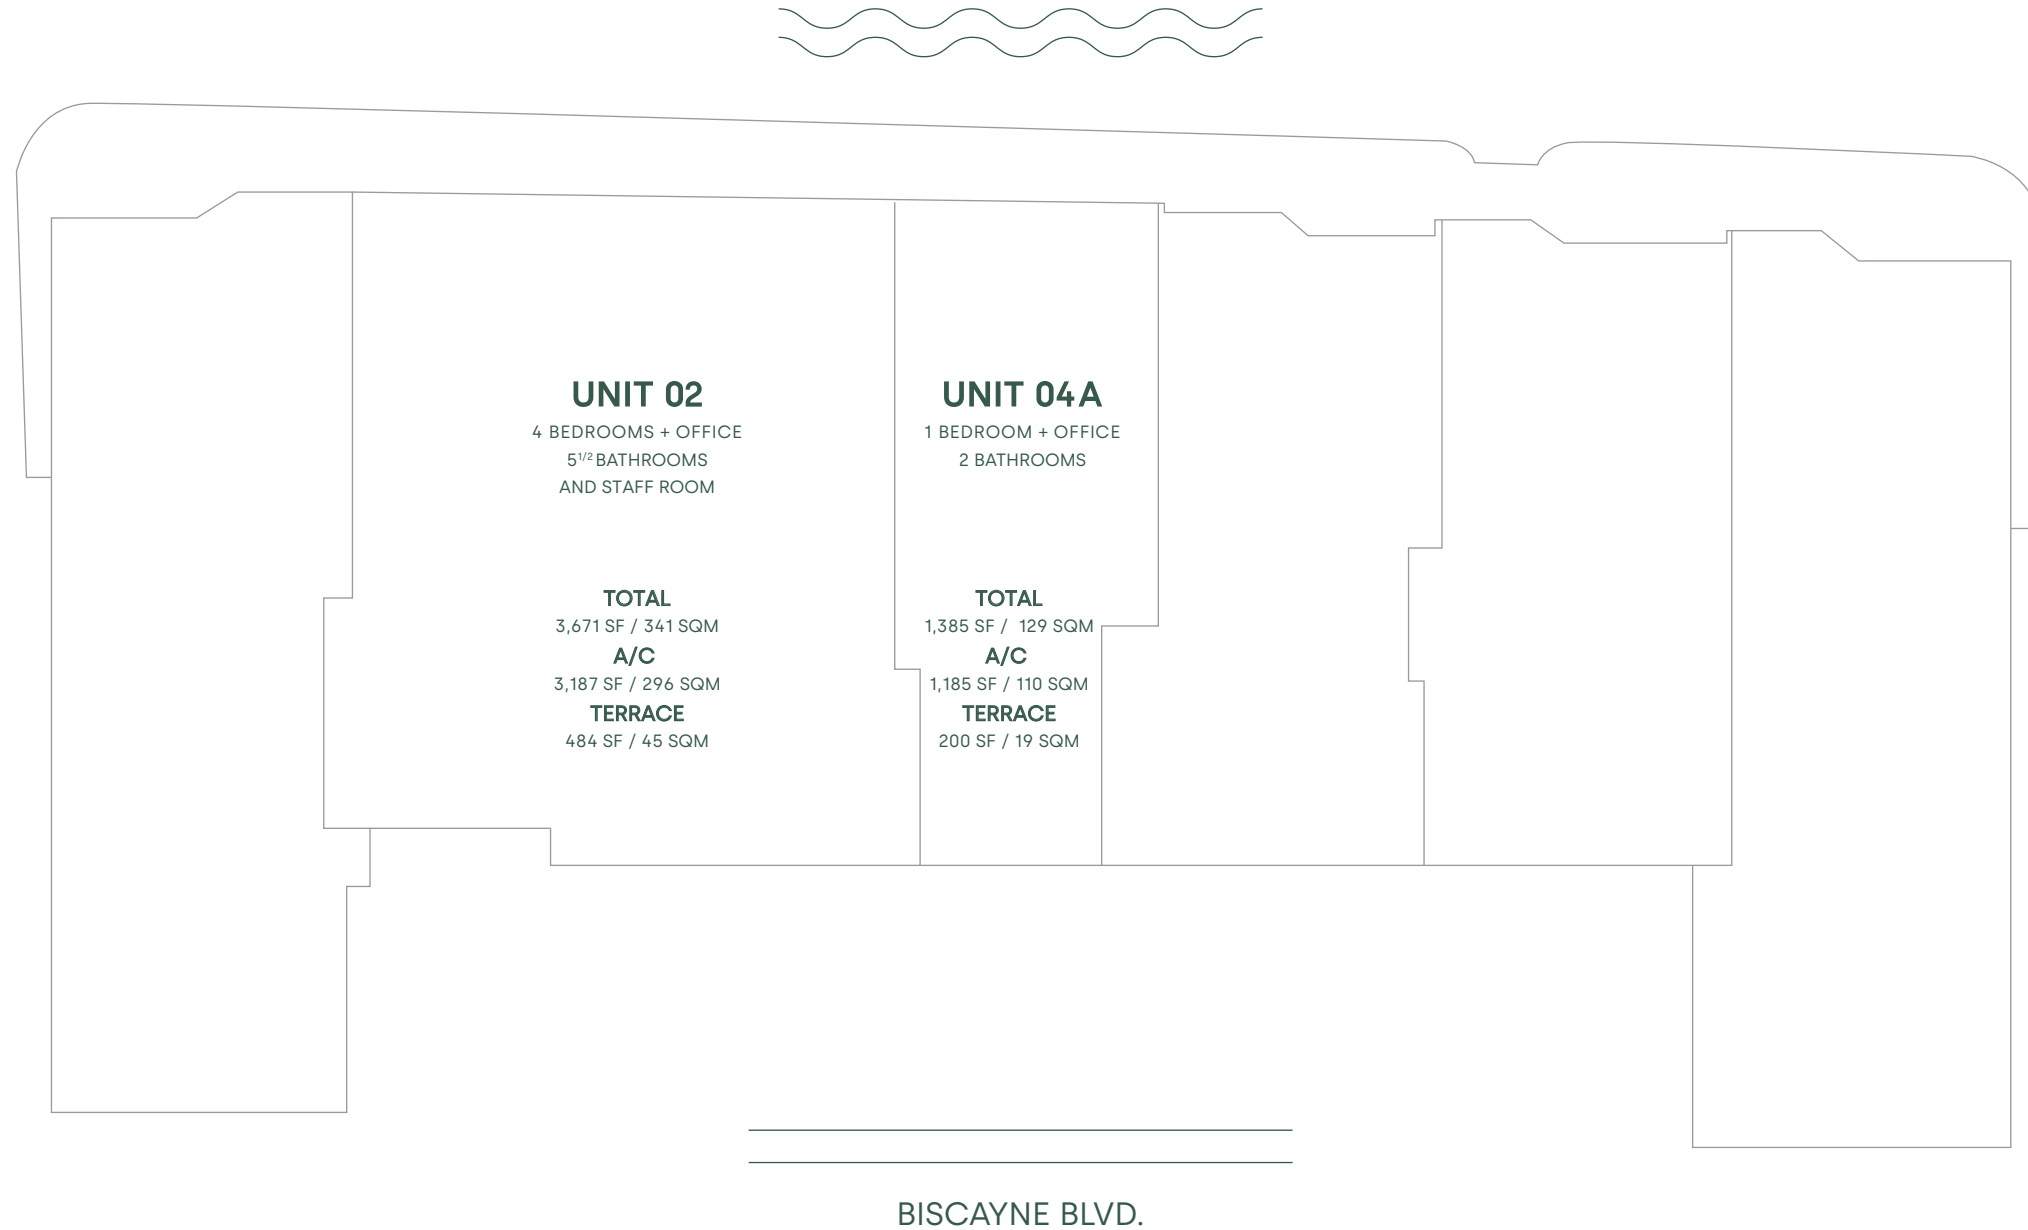 UNIT 02
4 BEDROOMS + OFFICE
5 1/2 BATHROOMS
AND STAFF ROOM
TOTAL
3,671 SF / 341 SQM
A/C
3,187 SF / 296 SQM
TERRACE
484 SF / 45 SQM
UNIT 04A
1 BEDROOM + OFFICE
2 BATHROOMS
TOTAL
1,385 SF / 129 SQM
A/C
1,185 SF / 110 SQM
TERRACE
200 SF / 19 SQM
BISCAYNE BLVD.